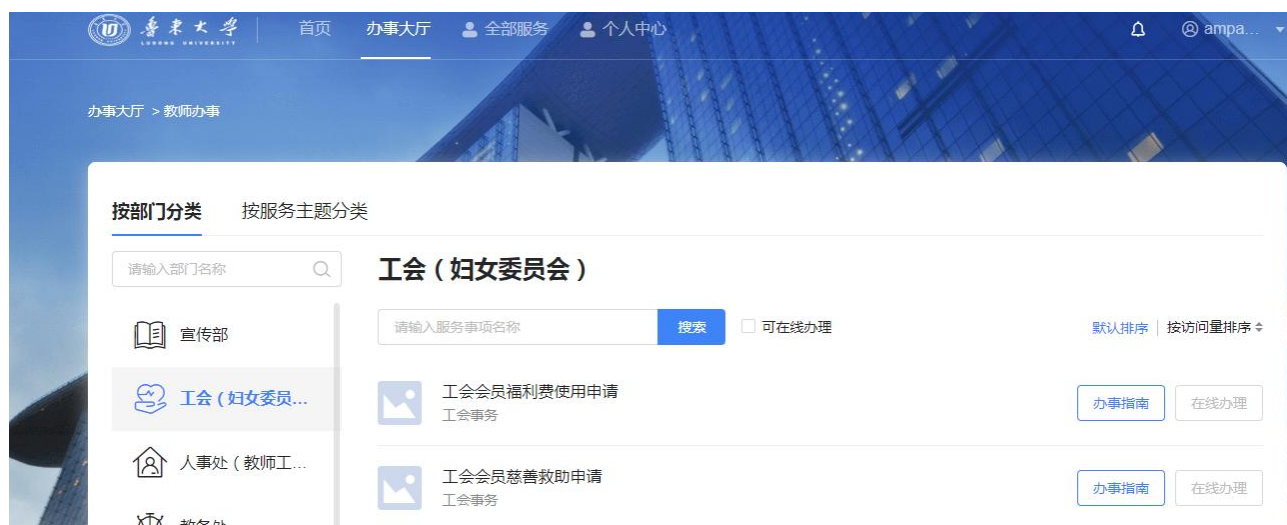 鲁东大学
LUDONG UNIVERSITY
首页
办事大厅
全部服务
个人中心
ampa...
办事大厅 > 教师办事
按部门分类
按服务主题分类
请输入部门名称
工会（妇女委员会）
宣传部
工会（妇女委员...
人事处（教师工...
教务处
请输入服务事项名称
搜索
可在线办理
默认排序
按访问量排序
工会会员福利费使用申请
工会事务
办事指南
在线办理
工会会员慈善救助申请
工会事务
办事指南
在线办理